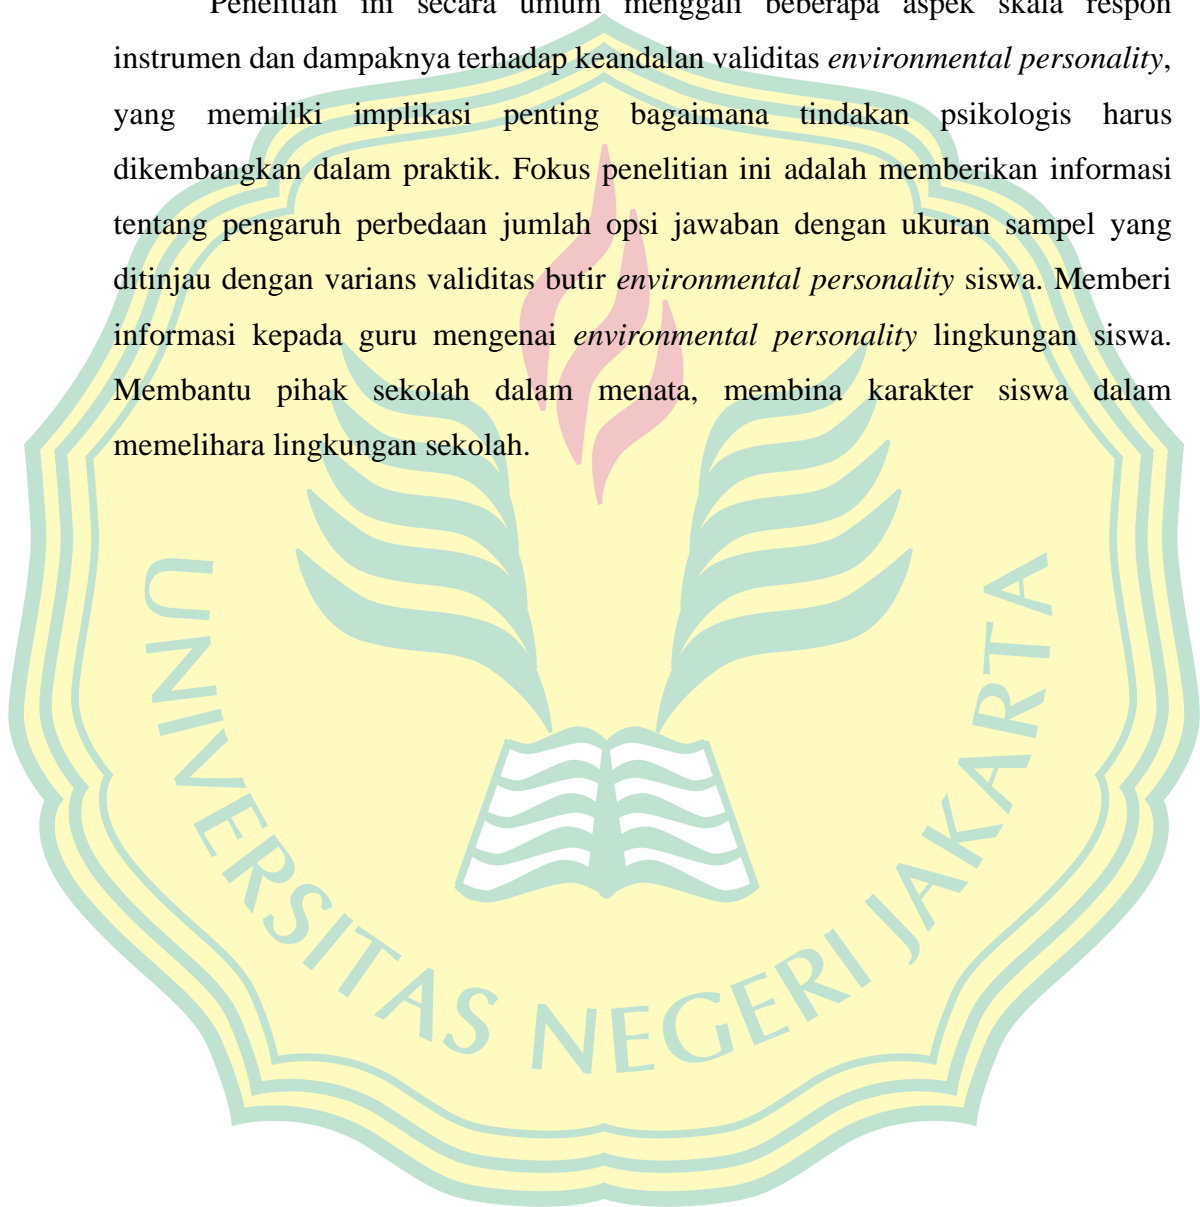 Penelitian ini secara umum menggali beberapa aspek skala respon
instrumen dan dampaknya terhadap keandalan validitas environmental personality,
yang memiliki implikasi penting bagaimana tindakan psikologis harus
dikembangkan dalam praktik. Fokus penelitian ini adalah memberikan informasi
tentang pengaruh perbedaan jumlah opsi jawaban dengan ukuran sampel yang
ditinjau dengan varians validitas butir environmental personality siswa. Memberi
informasi kepada guru mengenai environmental personality lingkungan siswa.
Membantu pihak sekolah dalam menata, membina karakter siswa dalam
memelihara lingkungan sekolah.
UNIVERSITAS NEGERI JAKARTA